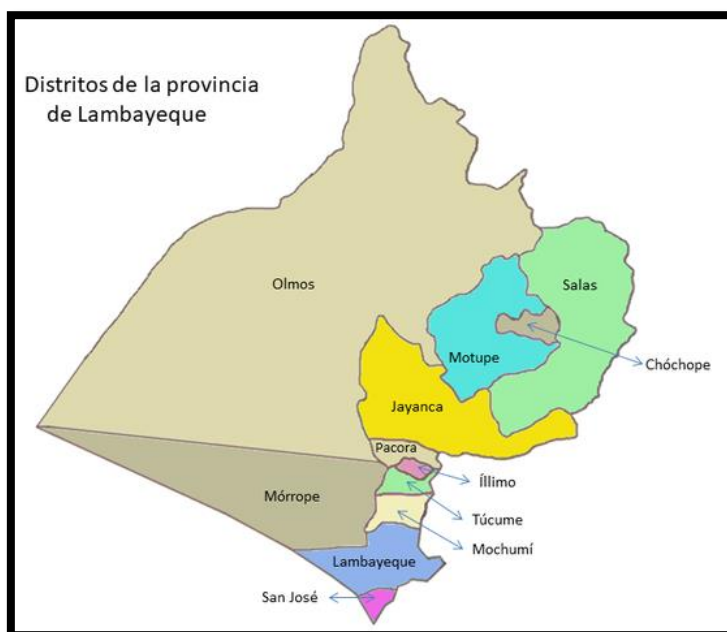 Distritos de la provincia
de Lambayeque
Olmos
Salas
Motupe
Chóchope
Jayanca
Pacora
Íllimo
Mórrope
Túcume
Mochumí
Lambayeque
San José